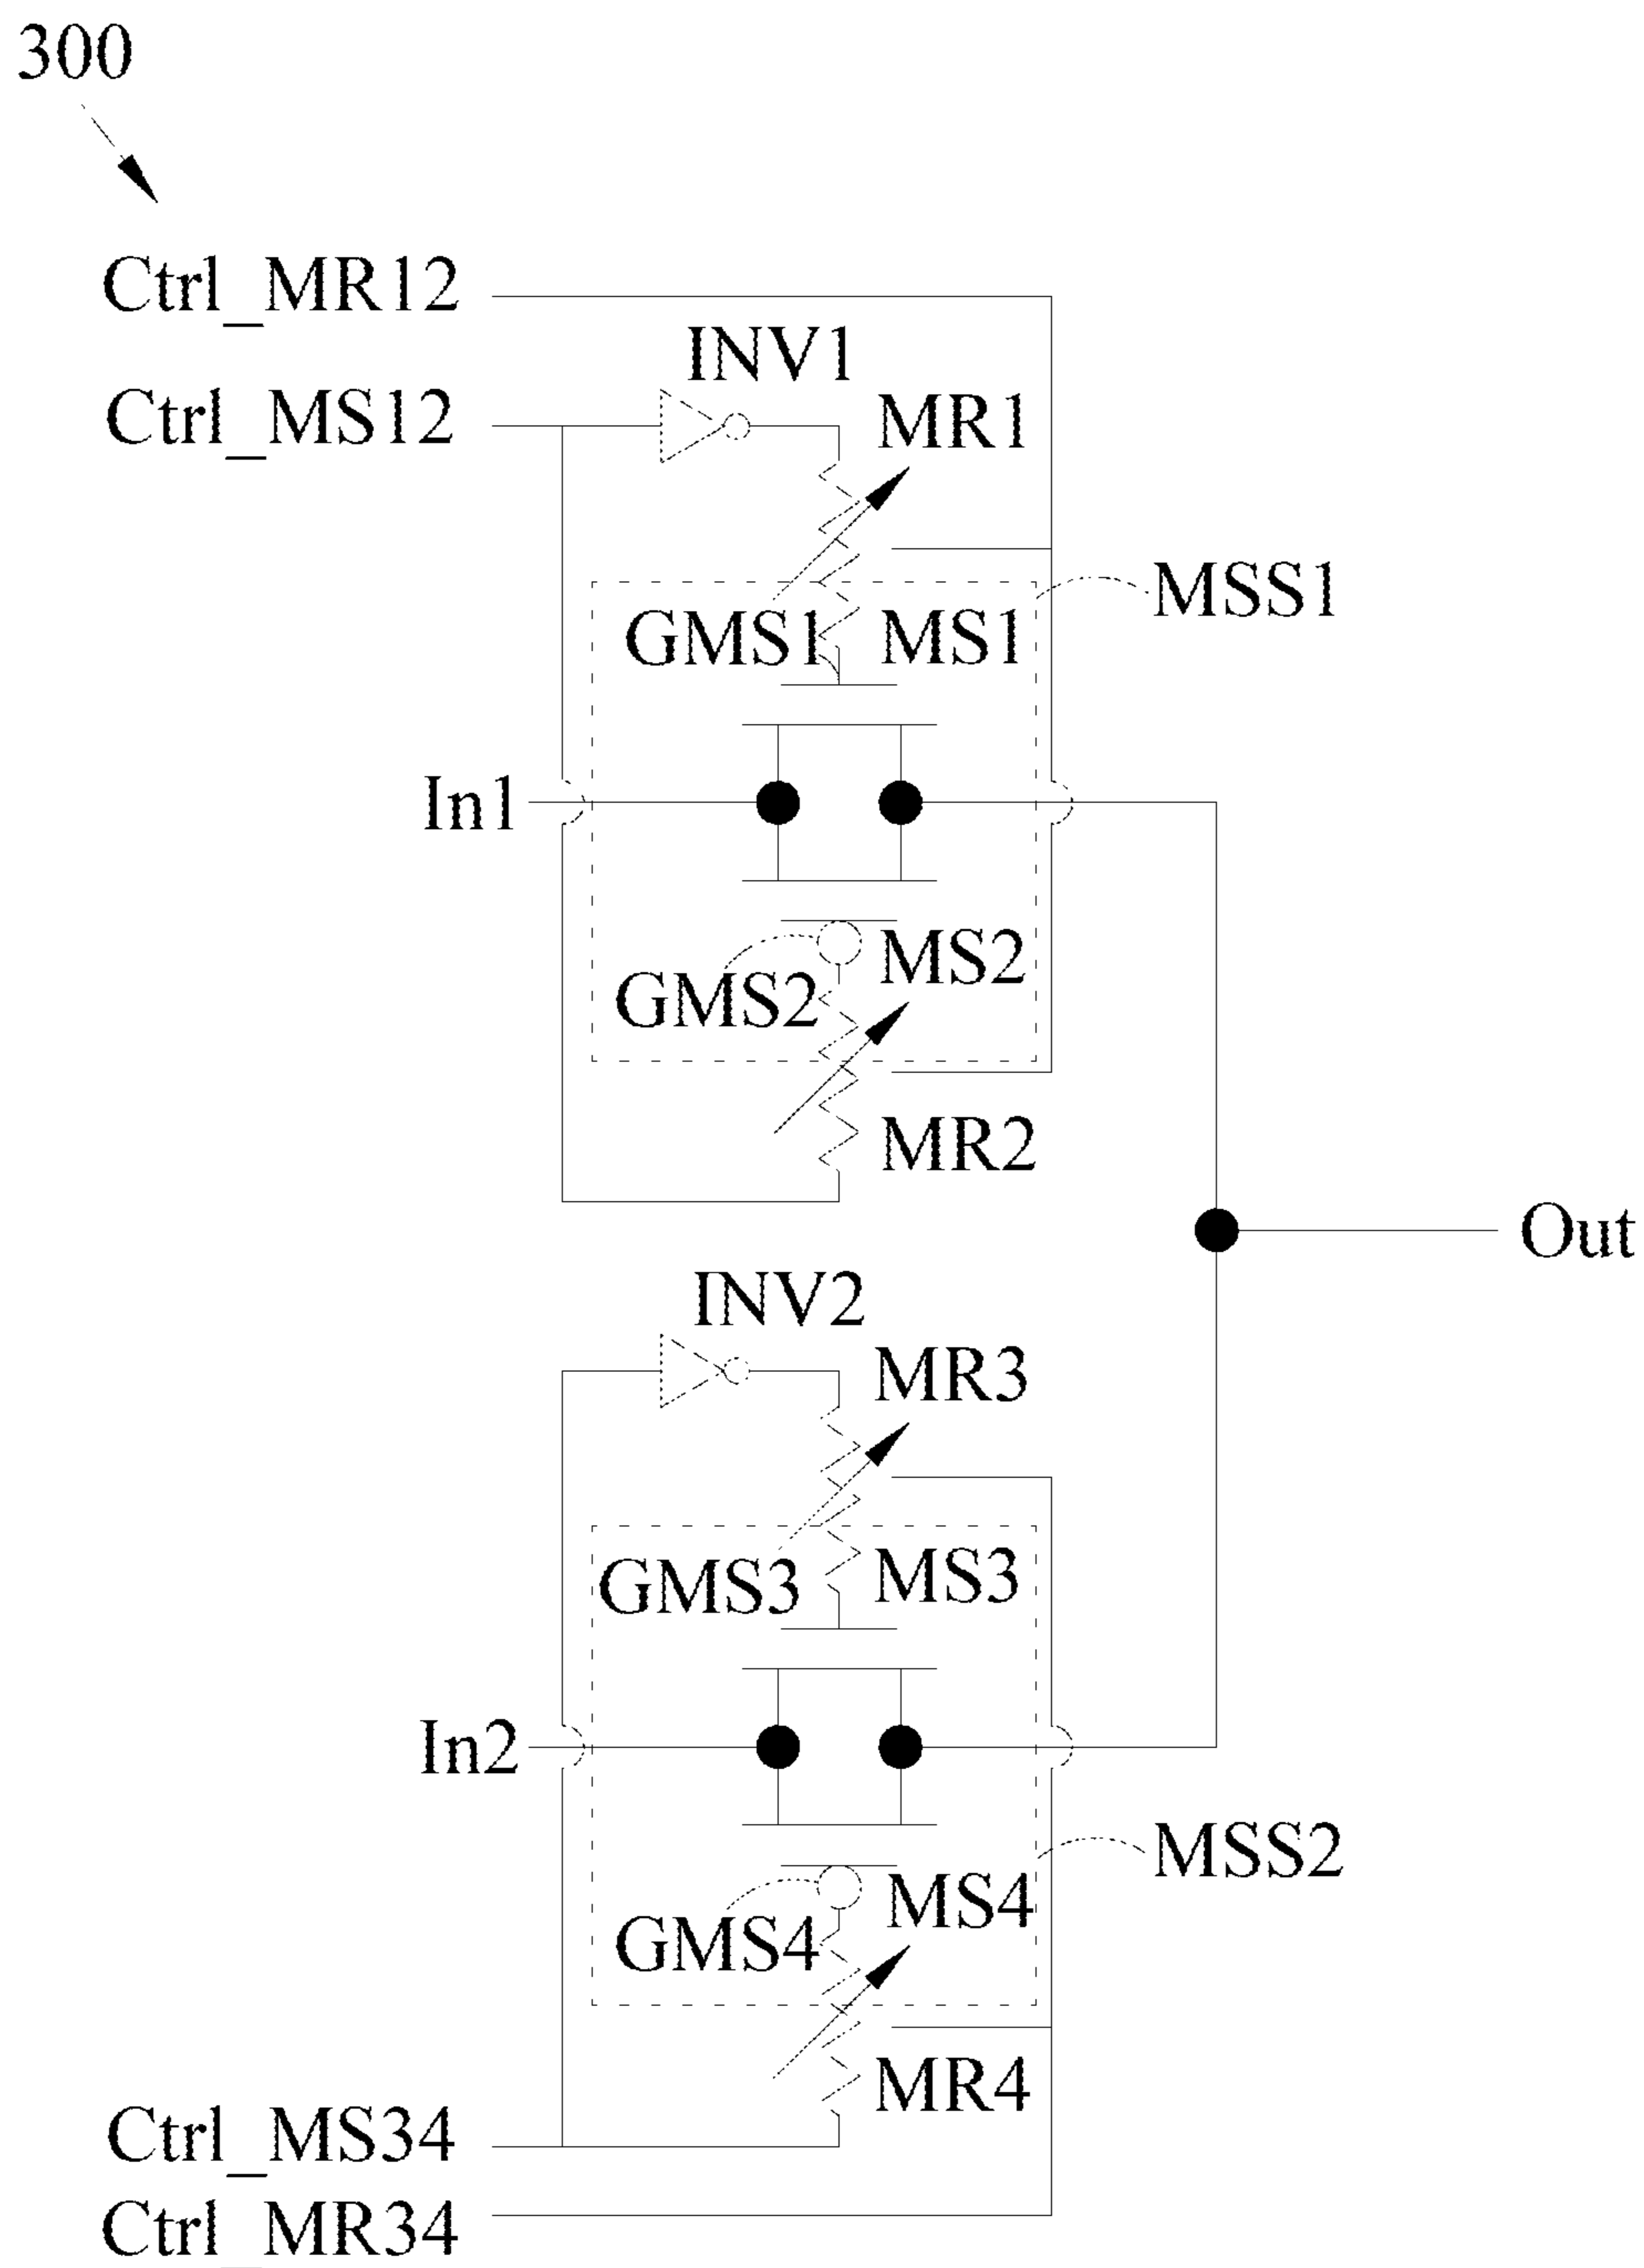 300
Ctrl_MR12
INV1
Ctrl_MS12
MR1
MSS1
GMS1
MS1
In1
MS2
GMS2
MR2
Out
INV2
MR3
GMS3
MS3
In2
MSS2
MS4
GMS4
MR4
Ctrl_MS34
Ctrl_MR34